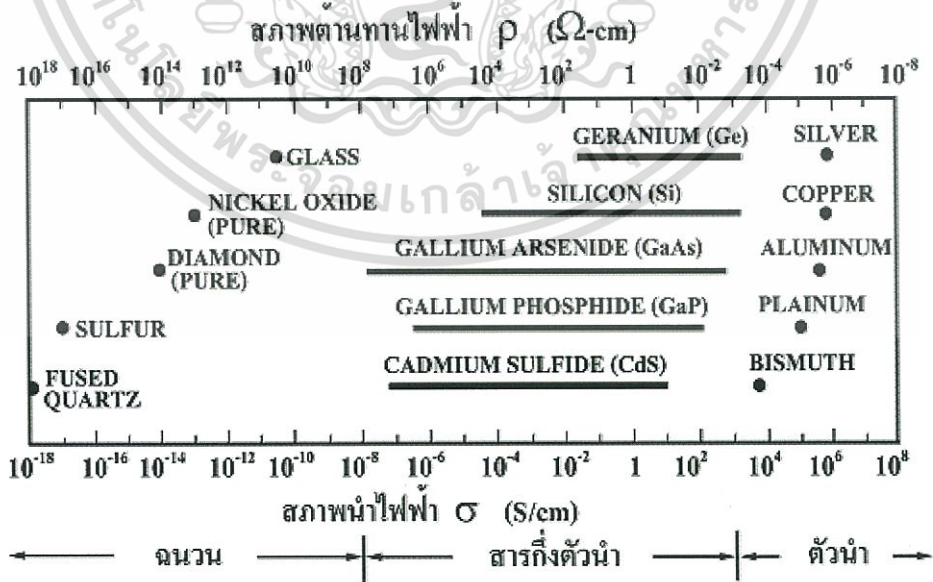 สภาพต้านทานไฟฟ้า ρ (Ω-cm)
10^18 10^16 10^14 10^12 10^10 10^8 10^6 10^4 10^2 1 10^-2 10^-4 10^-6 10^-8
GERANIUM (Ge) SILVER
GLASS
SILICON (Si) COPPER
NICKEL OXIDE
(PURE)
GALLIUM ARSENIDE (GaAs) ALUMINUM
DIAMOND
(PURE)
GALLIUM PHOSPHIDE (GaP) PLAINUM
SULFUR
CADMIUM SULFIDE (CdS) BISMUTH
FUSED
QUARTZ
10^-18 10^-16 10^-14 10^-12 10^-10 10^-8 10^-6 10^-4 10^-2 1 10^2 10^4 10^6 10^8
สภาพนำไฟฟ้า σ (S/cm)
ฉนวน สารกึ่งตัวนำ ตัวนำ